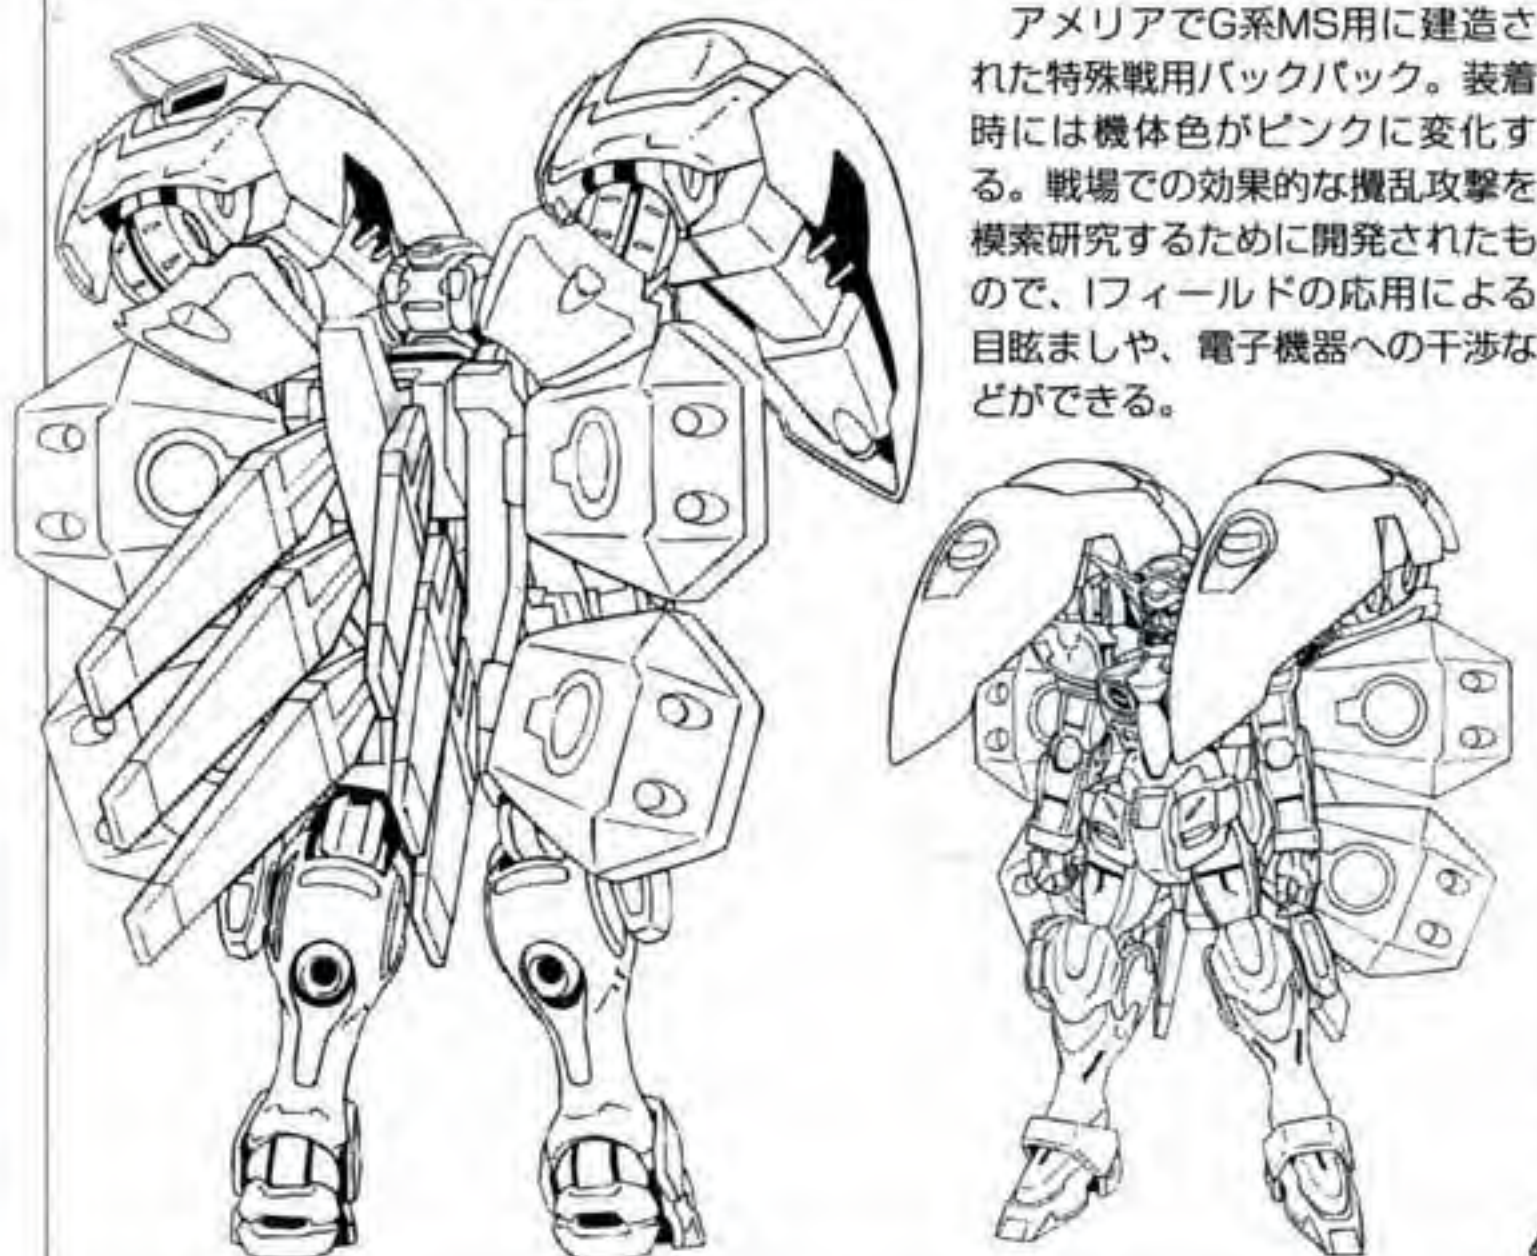 アメリアでG系MS用に建造さ
れた特殊戦用バックパック。装着
時には機体色がピンクに変化す
る。戦場での効果的な攪乱攻撃を
模索研究するために開発されたも
ので、Iフィールドの応用による
目眩ましや、電子機器への干渉な
どができる。